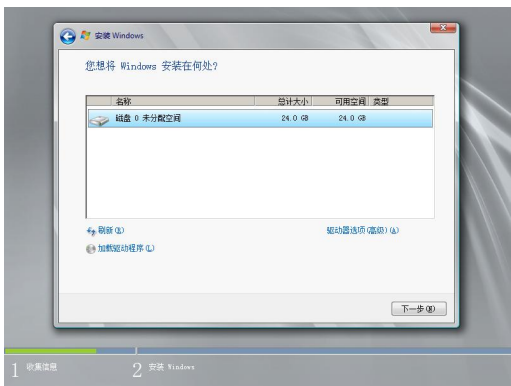 安装 Windows
您想将 Windows 安装在何处?
名称 总计大小 可用空间 类型
磁盘 0 未分配空间 24.0 GB 24.0 GB
刷新(R) 驱动器选项(高级)(A)
加载驱动程序(L)
下一步(N)
1 收集信息 2 安装 Windows